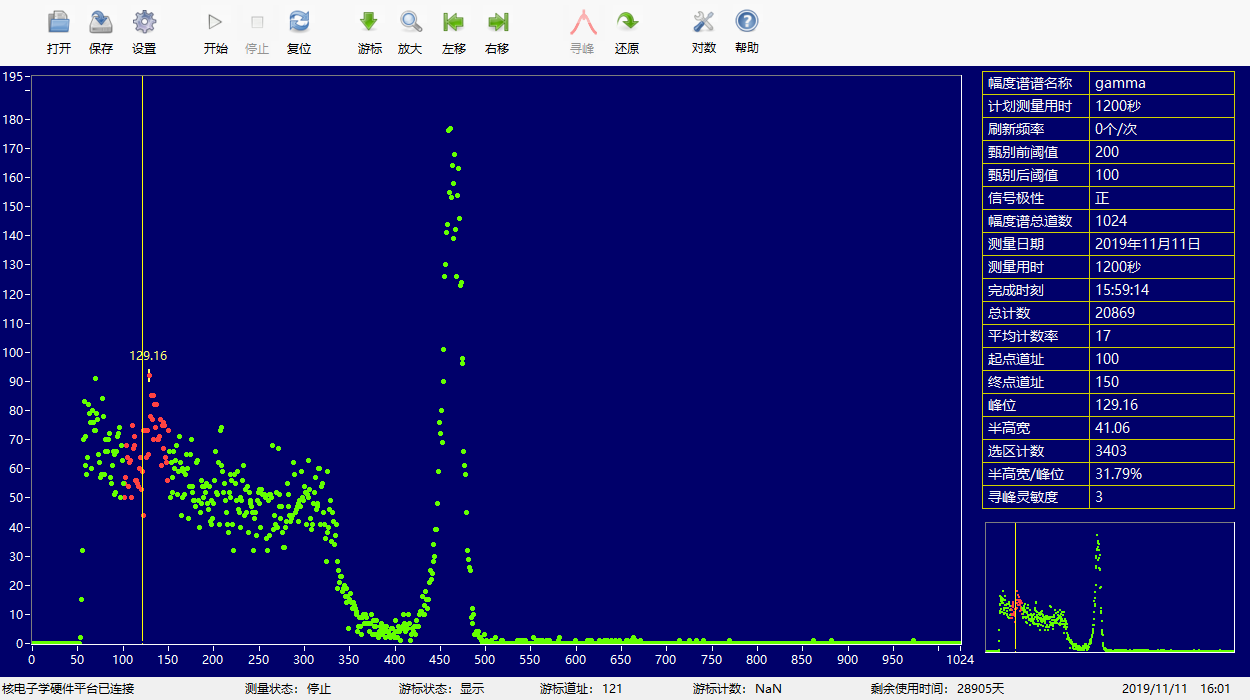 打开 保存 设置 开始 停止 复位 游标 放大 左移 右移 寻峰 还原 对数 帮助
195
180
170
160
150
140
130
120
110
100
90
80
70
60
50
40
30
20
10
0
129.16
0 50 100 150 200 250 300 350 400 450 500 550 600 650 700 750 800 850 900 950 1024
幅度谱谱名称 gamma
计划测量用时 1200秒
刷新频率 0个/次
甄别前阈值 200
甄别后阈值 100
信号极性 正
幅度谱总道数 1024
测量日期 2019年11月11日
测量用时 1200秒
完成时刻 15:59:14
总计数 20869
平均计数率 17
起点道址 100
终点道址 150
峰位 129.16
半高宽 41.06
选区计数 3403
半高宽/峰位 31.79%
寻峰灵敏度 3
核电子学硬件平台已连接 测量状态: 停止 游标状态: 显示 游标道址: 121 游标计数: NaN 剩余使用时间: 28905天 2019/11/11 16:01